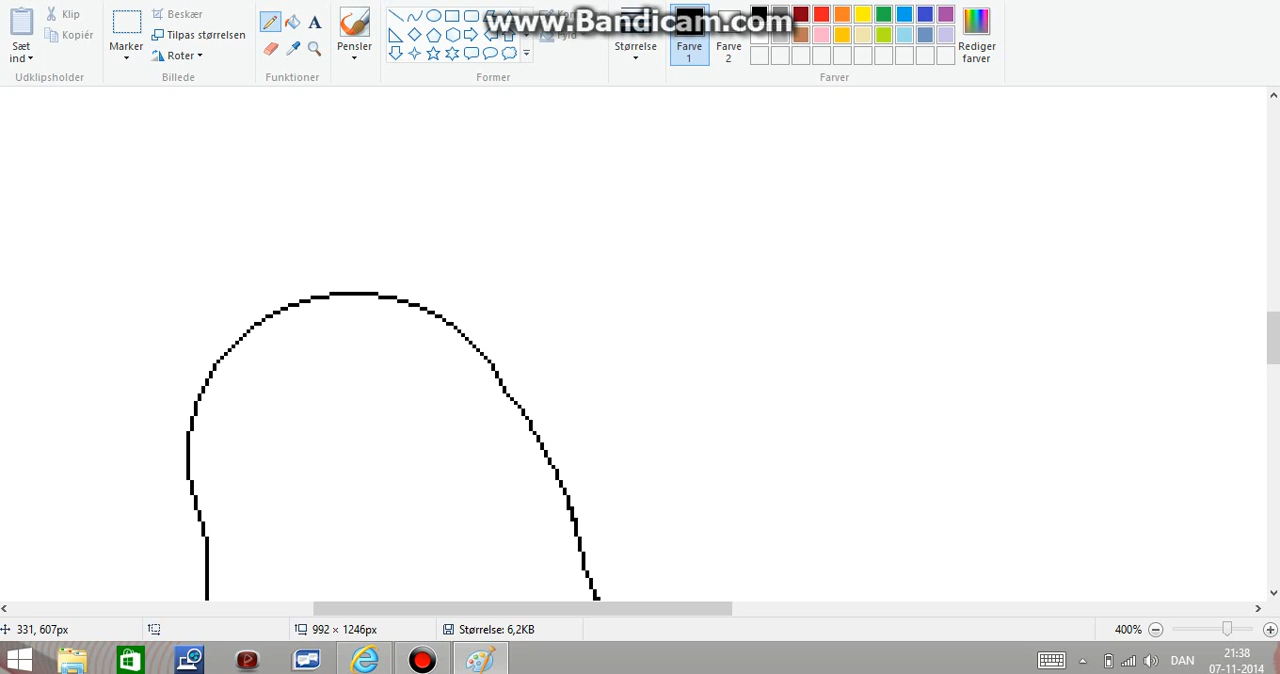 www.Bandicam.com
Sæt ind
Klip
Kopiér
Udklipsholder
Marker
Beskær
Tilpas størrelsen
Roter
Billede
A
Funktioner
Pensler
Former
Størrelse
Farve 1
Farve 2
Rediger farver
Farver
331, 607px
992 × 1246px
Størrelse: 6,2KB
400%
DAN
21:38
07-11-2014